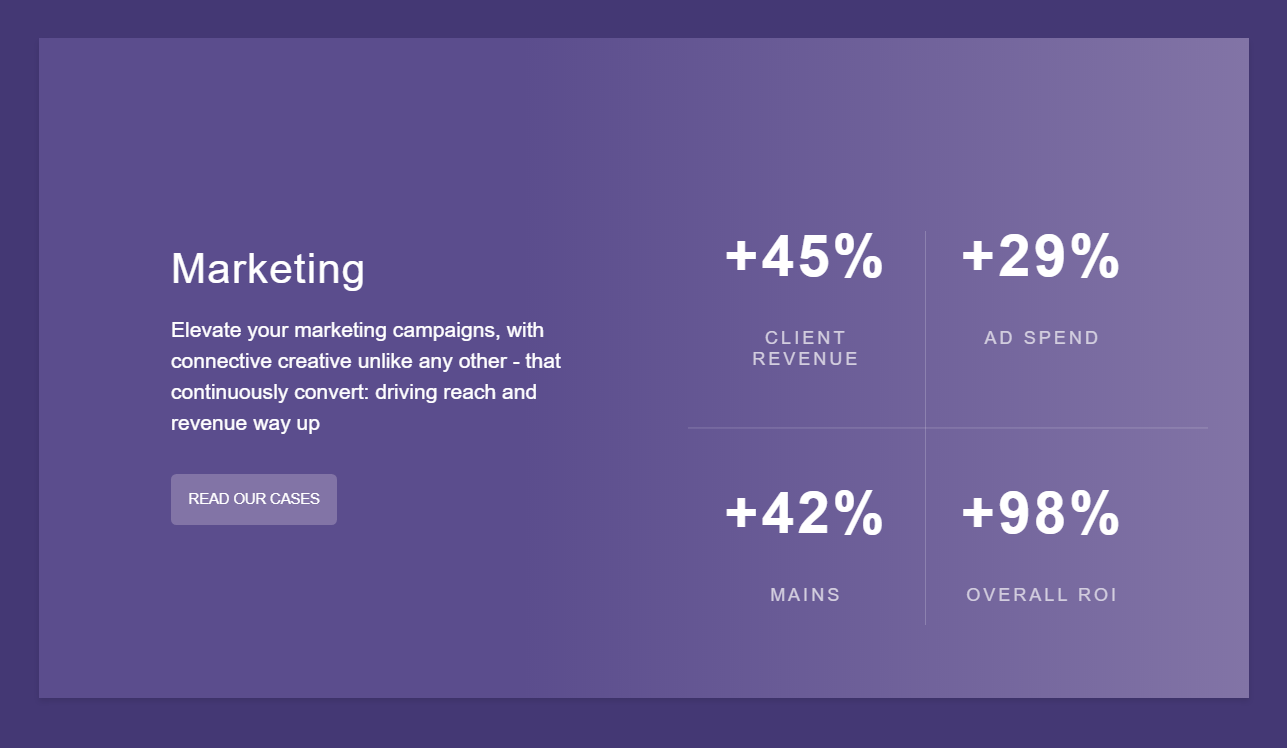 Marketing
Elevate your marketing campaigns, with
connective creative unlike any other - that
continuously convert: driving reach and
revenue way up
READ OUR CASES
+45%
CLIENT
REVENUE
+29%
AD SPEND
+42%
MAINS
+98%
OVERALL ROI